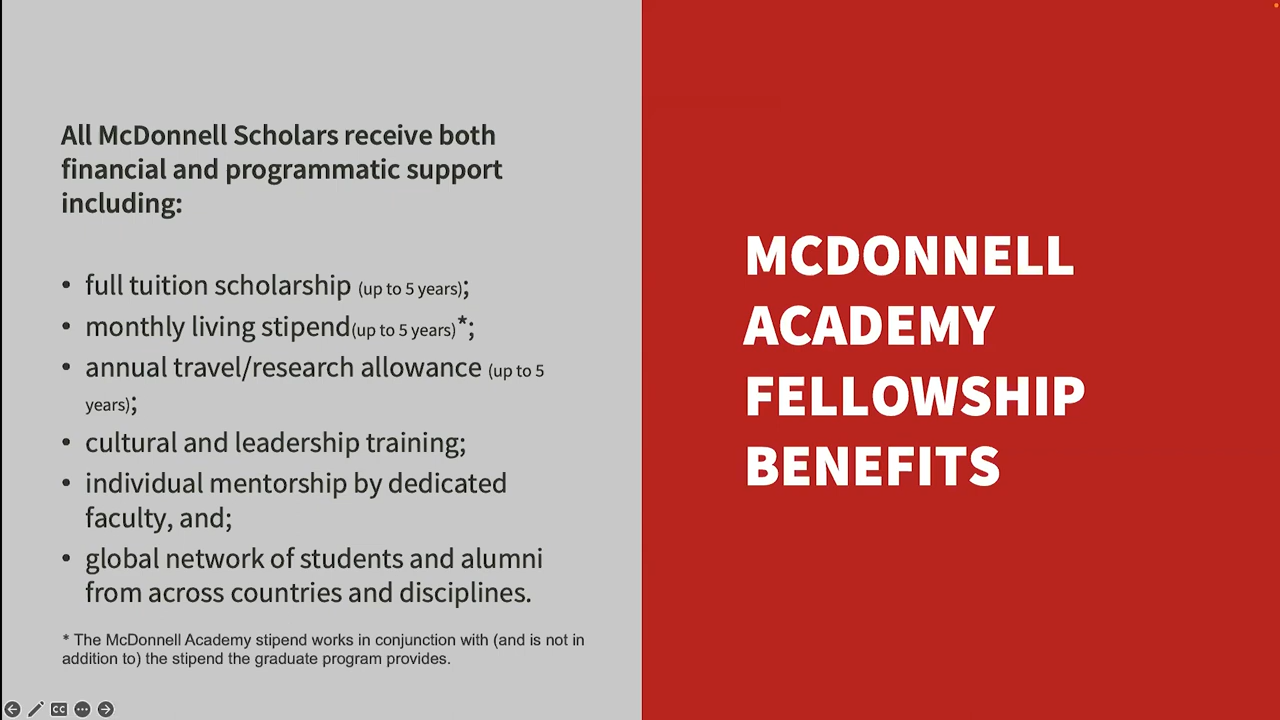 All McDonnell Scholars receive both
financial and programmatic support
including:
• full tuition scholarship (up to 5 years);
• monthly living stipend(up to 5 years)*;
• annual travel/research allowance (up to 5
years);
• cultural and leadership training;
• individual mentorship by dedicated
faculty, and;
• global network of students and alumni
from across countries and disciplines.
* The McDonnell Academy stipend works in conjunction with (and is not in
addition to) the stipend the graduate program provides.
MCDONNELL
ACADEMY
FELLOWSHIP
BENEFITS
CC